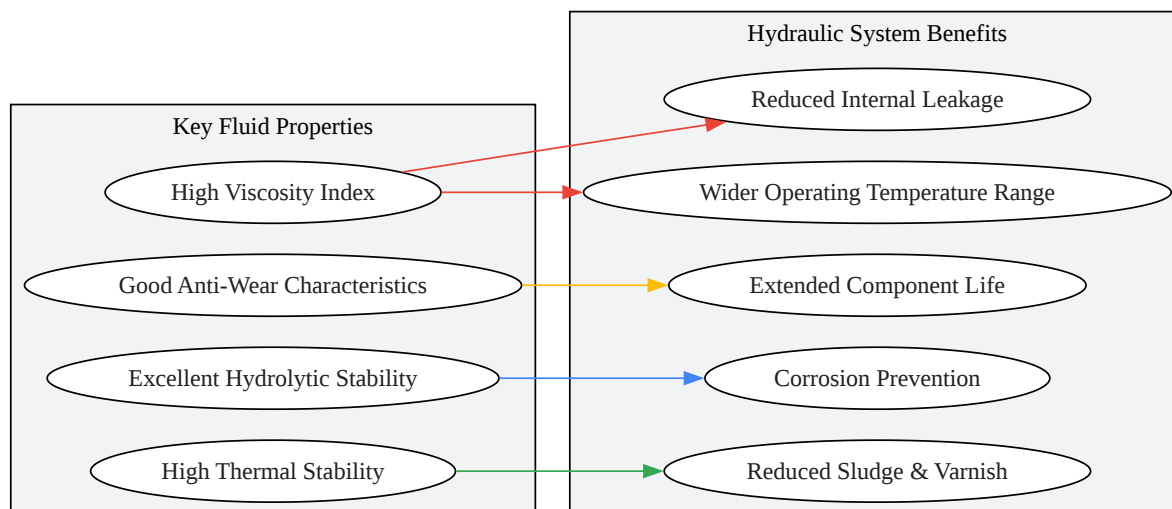 Key Fluid Properties
High Viscosity Index
Good Anti-Wear Characteristics
Excellent Hydrolytic Stability
High Thermal Stability
Hydraulic System Benefits
Reduced Internal Leakage
Wider Operating Temperature Range
Extended Component Life
Corrosion Prevention
Reduced Sludge & Varnish